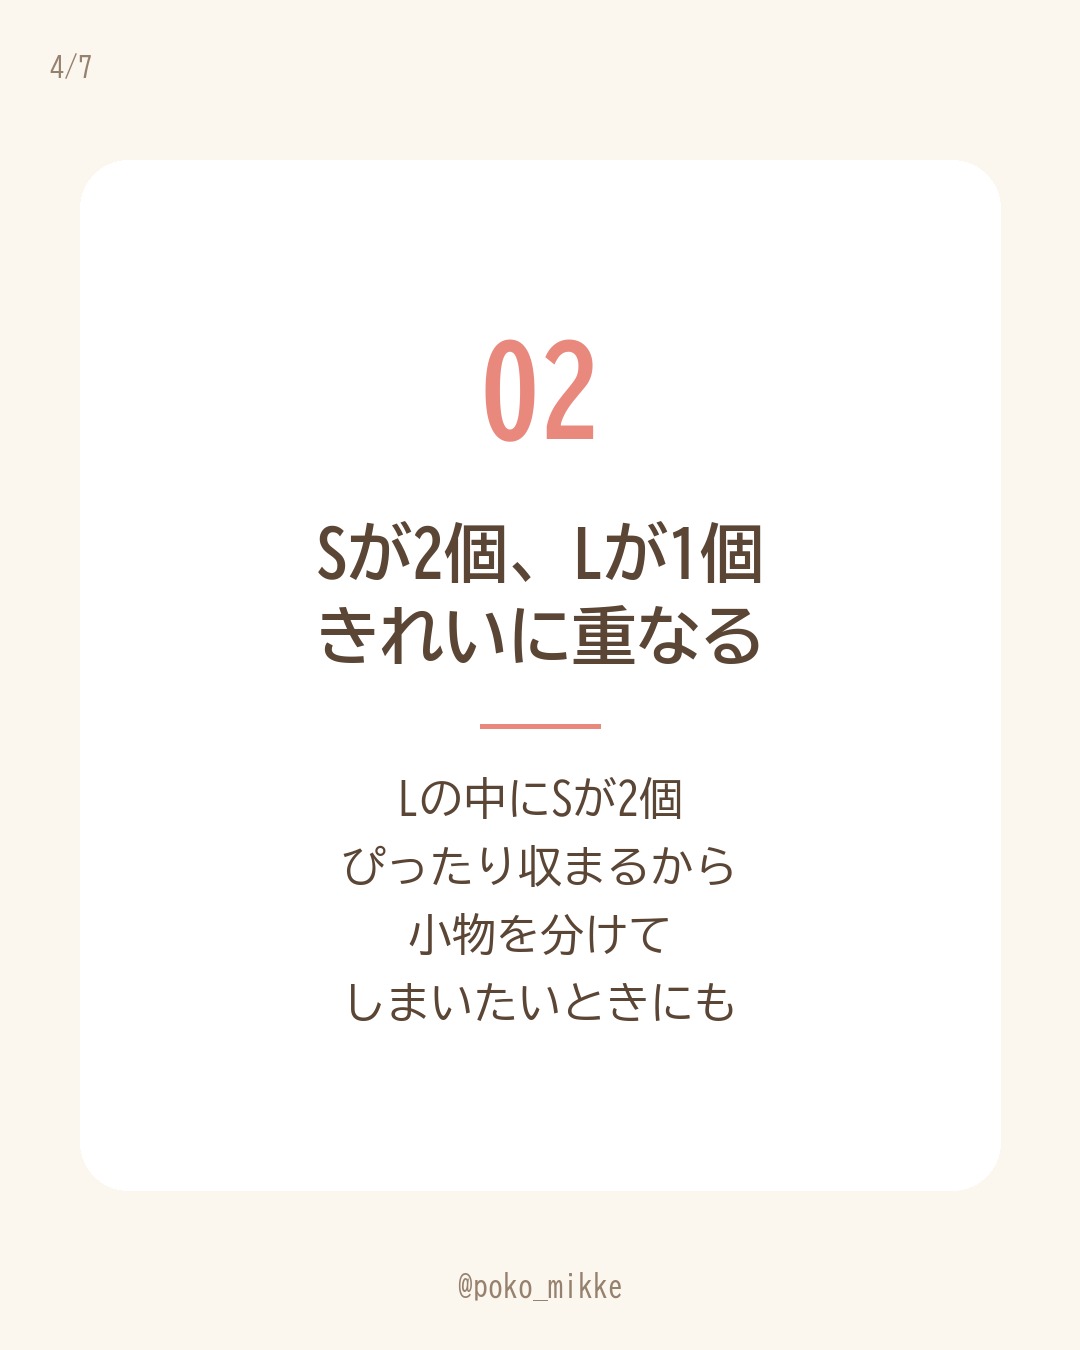 4/7
02
Sが2個、Lが1個
きれいに重なる
Lの中にSが2個
ぴったり収まるから
小物を分けて
しまいたいときにも
@poko_mikke